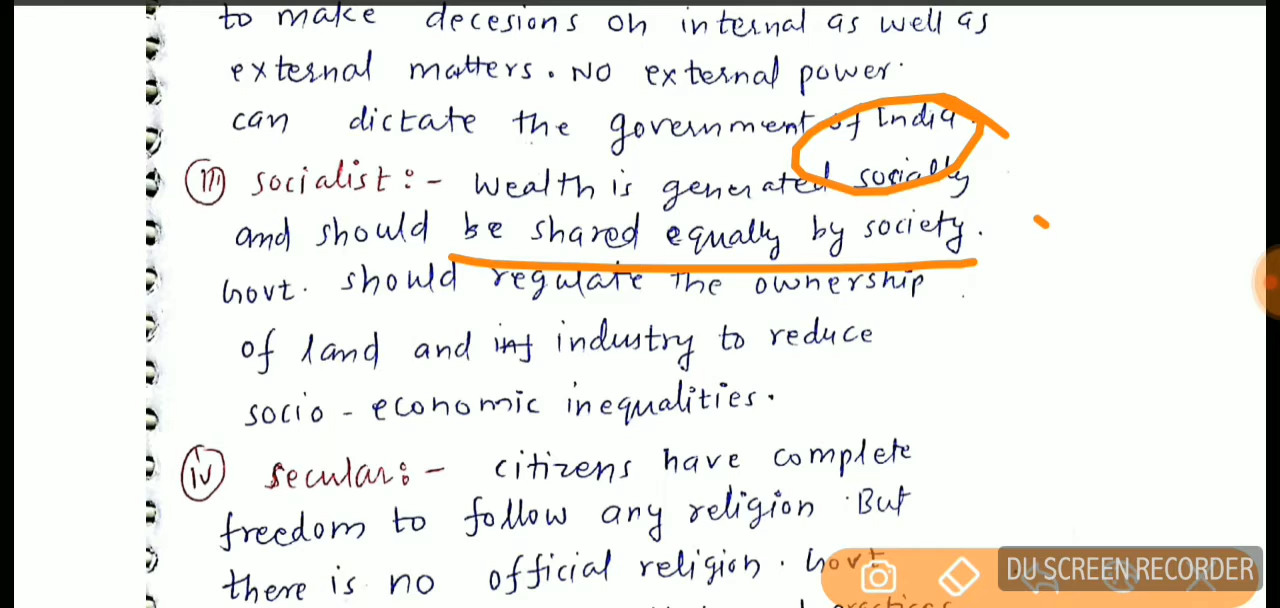 to make decesions on internal as well as
external matters. NO external power
can dictate the government of India.
(iii) socialist:- Wealth is generated socially
and should be shared equally by society.
Govt. should regulate the ownership
of land and inf industry to reduce
socio-economic inequalities.
(iv) secular:- citizens have complete
freedom to follow any religion. But
there is no official religion. Govt
practices
DU SCREEN RECORDER